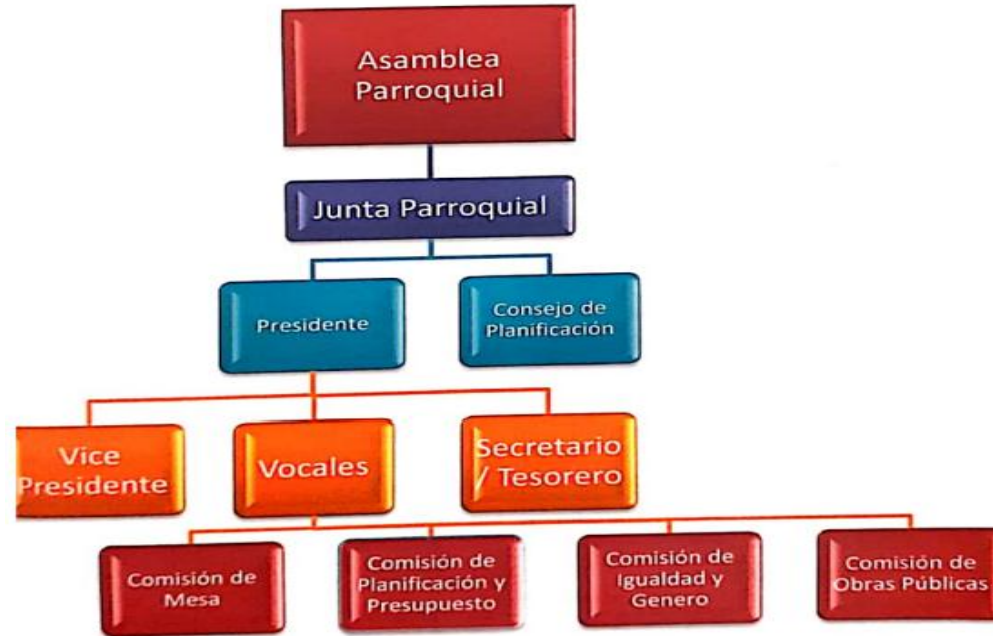 Asamblea
Parroquial
Junta Parroquial
Presidente
Consejo de
Planificación
Vice
Presidente
Vocales
Secretario
/ Tesorero
Comisión de
Mesa
Comisión de
Planificación y
Presupuesto
Comisión de
Igualdad y
Genero
Comisión de
Obras Públicas